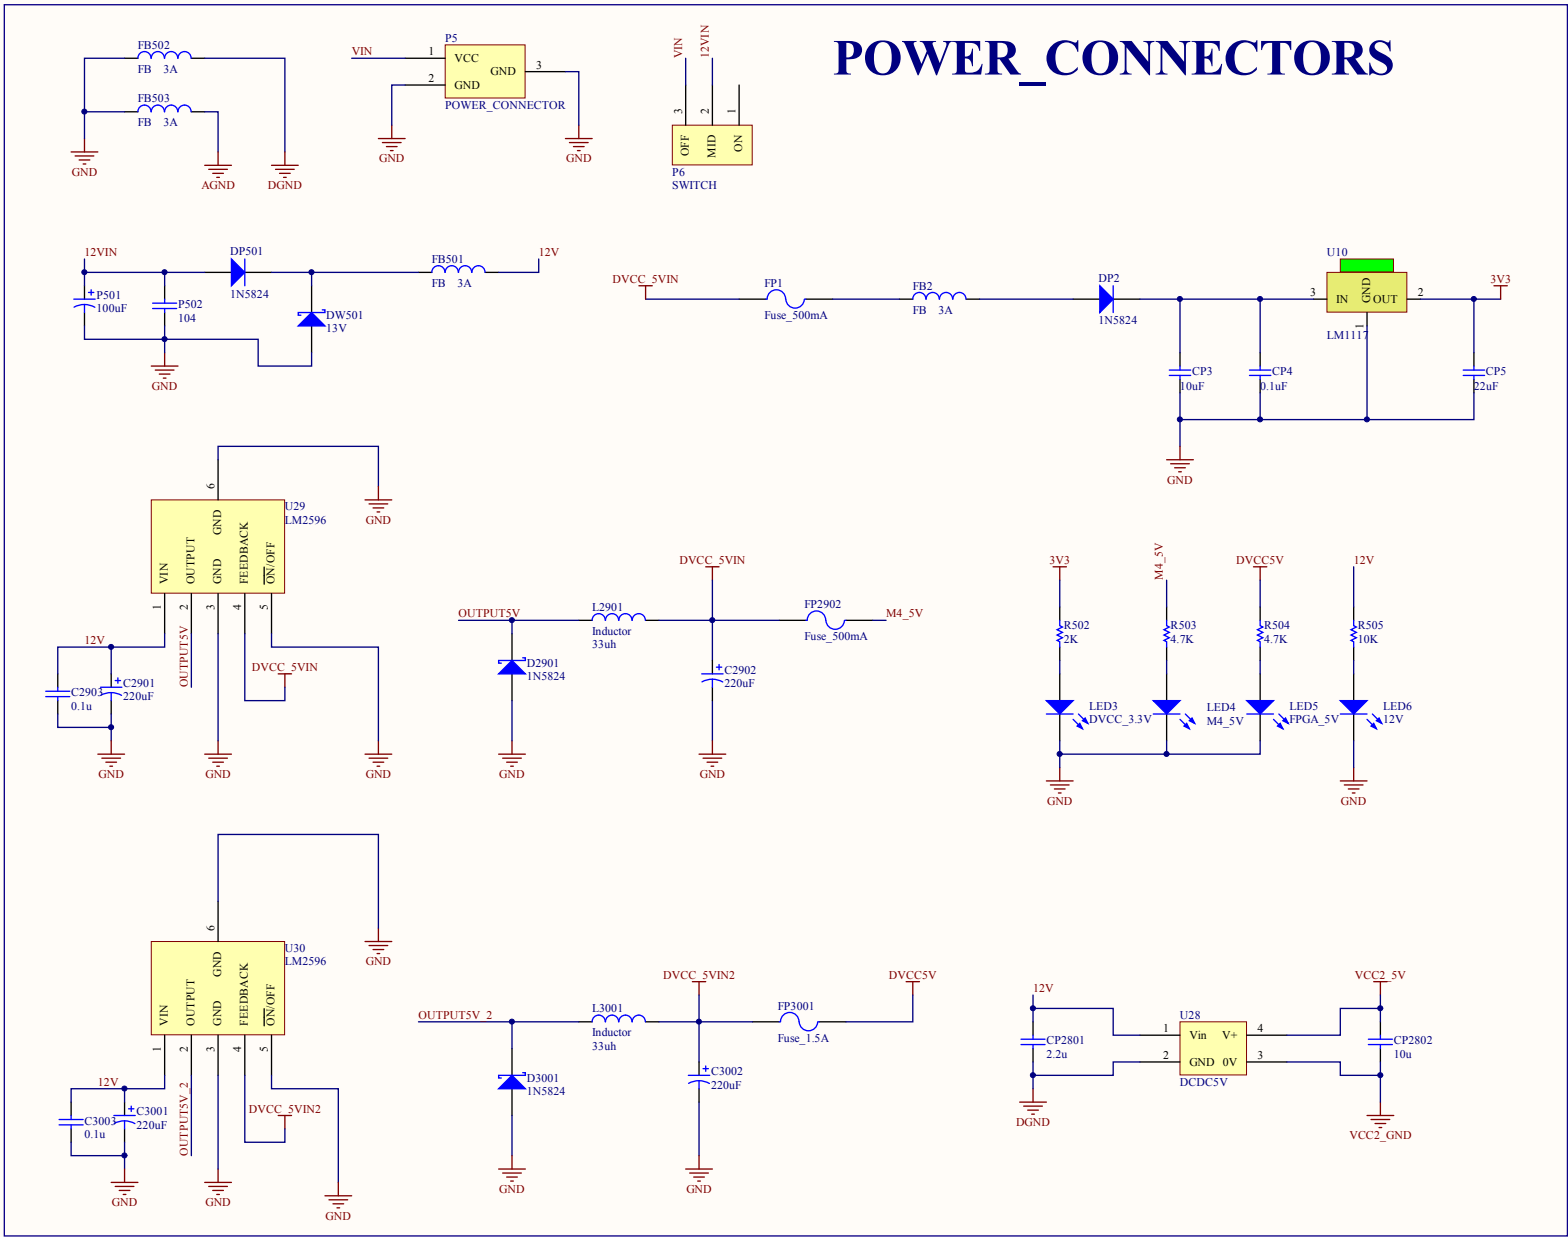 POWER_CONNECTORS
FB502
FB 3A
FB503
FB 3A
GND
AGND
DGND
VIN
1
2
P5
VCC
GND
GND
3
POWER_CONNECTOR
GND
GND
VIN
12VIN
3
2
1
OFF
MID
ON
P6
SWITCH
12VIN
P501
100uF
P502
104
DP501
1N5824
DW501
13V
FB501
FB 3A
12V
GND
DVCC_5VIN
FP1
Fuse_500mA
FB2
FB 3A
DP2
1N5824
CP3
10uF
CP4
0.1uF
U10
3
IN
GND
OUT
2
1
LM1117
3V3
CP5
22uF
GND
6
GND
U29
LM2596
VIN
OUTPUT
GND
GND
FEEDBACK
ON/OFF
1
2
3
4
5
12V
OUTPUT5V
DVCC_5VIN
C2903
0.1u
C2901
220uF
GND
GND
GND
OUTPUT5V
D2901
1N5824
L2901
Inductor
33uh
DVCC_5VIN
C2902
220uF
FP2902
Fuse_500mA
M4_5V
GND
GND
3V3
M4_5V
DVCC5V
12V
R502
2K
R503
4.7K
R504
4.7K
R505
10K
LED3
DVCC_3.3V
LED4
M4_5V
LED5
FPGA_5V
LED6
12V
GND
GND
6
GND
U30
LM2596
VIN
OUTPUT
GND
GND
FEEDBACK
ON/OFF
1
2
3
4
5
12V
OUTPUT5V_2
DVCC_5VIN2
C3003
0.1u
C3001
220uF
GND
GND
GND
OUTPUT5V_2
D3001
1N5824
L3001
Inductor
33uh
DVCC_5VIN2
C3002
220uF
FP3001
Fuse_1.5A
DVCC5V
GND
GND
12V
CP2801
2.2u
DGND
U28
1
Vin
V+
4
2
GND
0V
3
DCDC5V
VCC2_5V
CP2802
10u
VCC2_GND